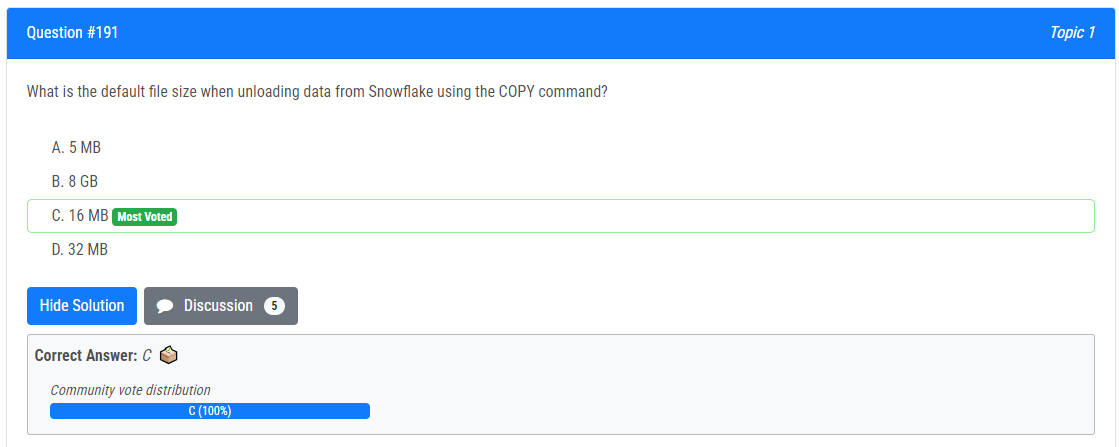 Question #191
Topic 1
What is the default file size when unloading data from Snowflake using the COPY command?
A. 5 MB
B. 8 GB
C. 16 MB Most Voted
D. 32 MB
Hide Solution
Discussion 5
Correct Answer: C
Community vote distribution
C (100%)